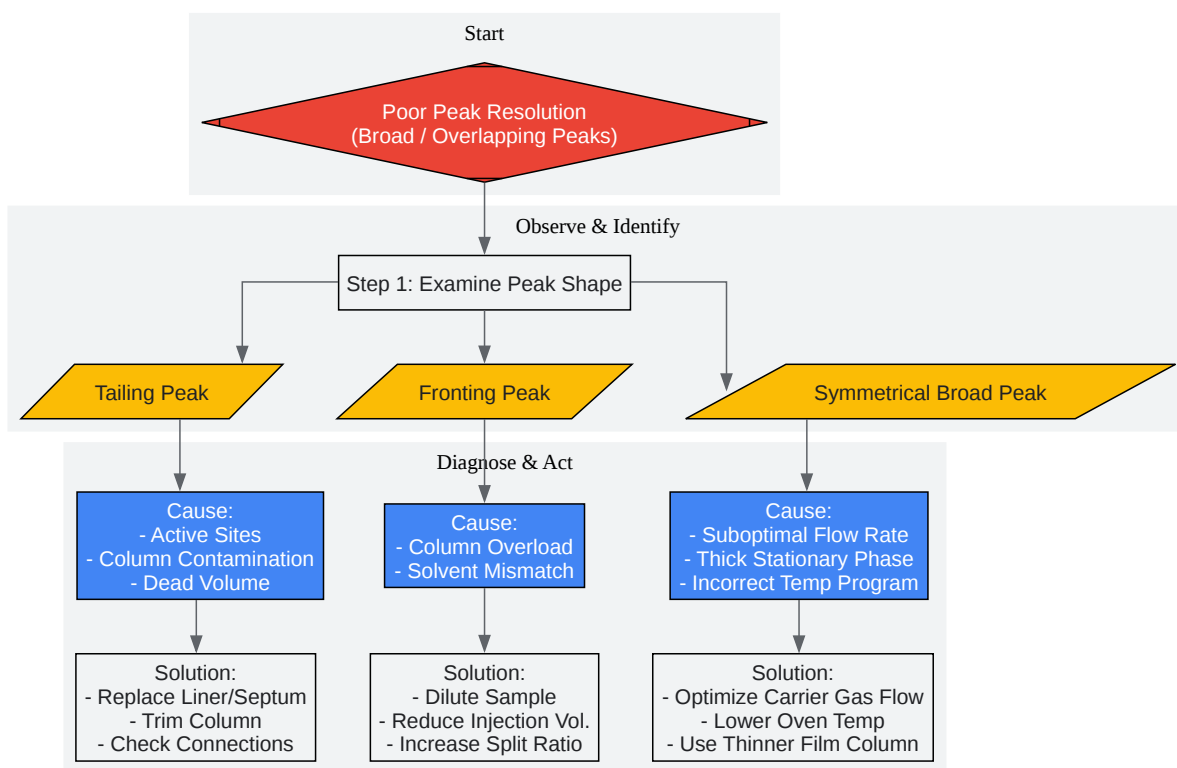 Start
Poor Peak Resolution
(Broad / Overlapping Peaks)
Observe & Identify
Step 1: Examine Peak Shape
Tailing Peak
Fronting Peak
Symmetrical Broad Peak
Diagnose & Act
Cause:
- Active Sites
- Column Contamination
- Dead Volume
Cause:
- Column Overload
- Solvent Mismatch
Cause:
- Suboptimal Flow Rate
- Thick Stationary Phase
- Incorrect Temp Program
Solution:
- Replace Liner/Septum
- Trim Column
- Check Connections
Solution:
- Dilute Sample
- Reduce Injection Vol.
- Increase Split Ratio
Solution:
- Optimize Carrier Gas Flow
- Lower Oven Temp
- Use Thinner Film Column